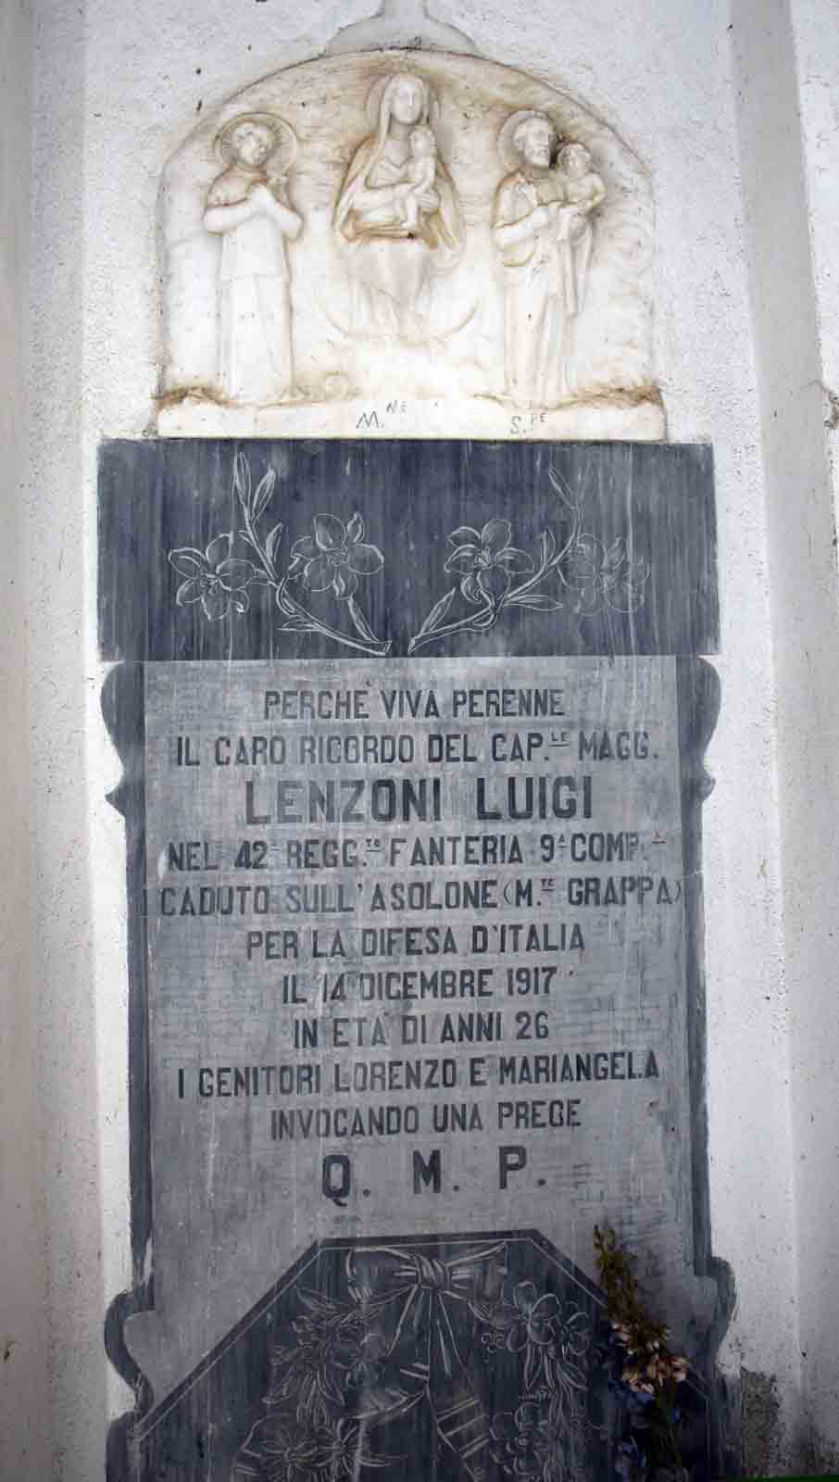 M.NE S.PE
PERCHE' VIVA PERENNE
IL CARO RICORDO DEL CAP.LE MAGG.
LENZONI LUIGI
NEL 42° REGG.TO FANTERIA 9A COMP.A
CADUTO SULL'ASOLONE (M.TE GRAPPA)
PER LA DIFESA D'ITALIA
IL 14 DICEMBRE 1917
IN ETA' DI ANNI 26
I GENITORI LORENZO E MARIANGELA
INVOCANDO UNA PRECE
Q. M. P.